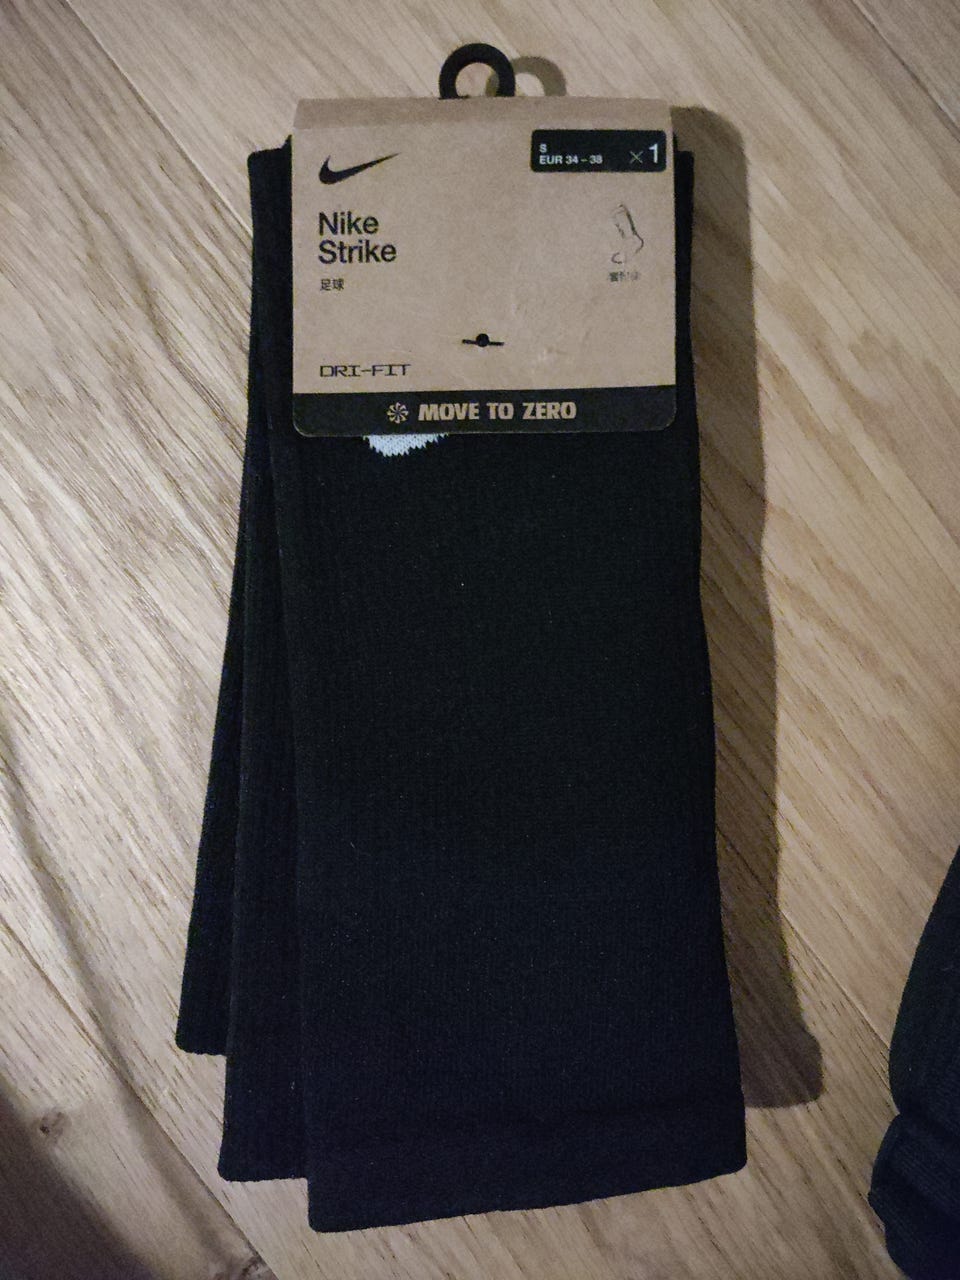 S
EUR 34 – 38
×1
Nike
Strike
足球
DRI-FIT
MOVE TO ZERO